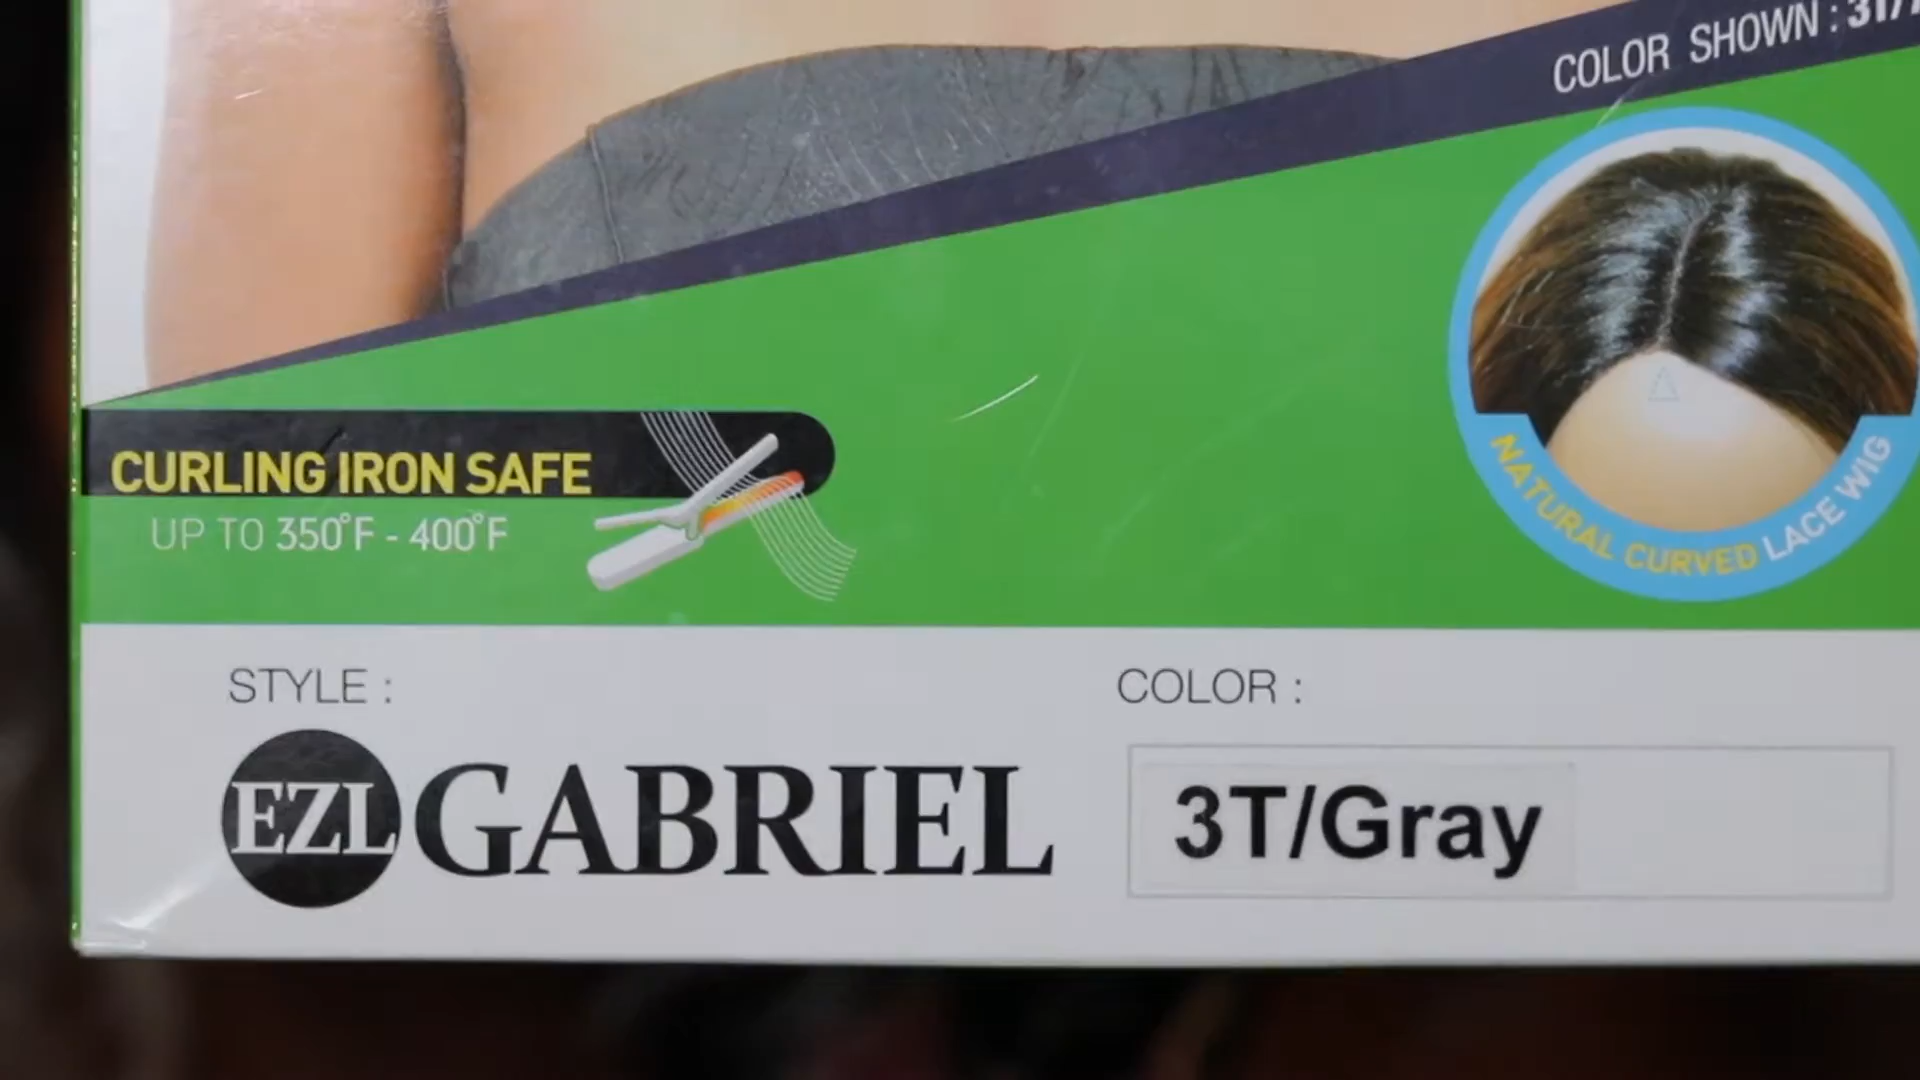 COLOR SHOWN :
CURLING IRON SAFE
UP TO 350°F - 400°F
NATURAL CURVED LACE WIG
STYLE :
COLOR :
EZL GABRIEL
3T/Gray